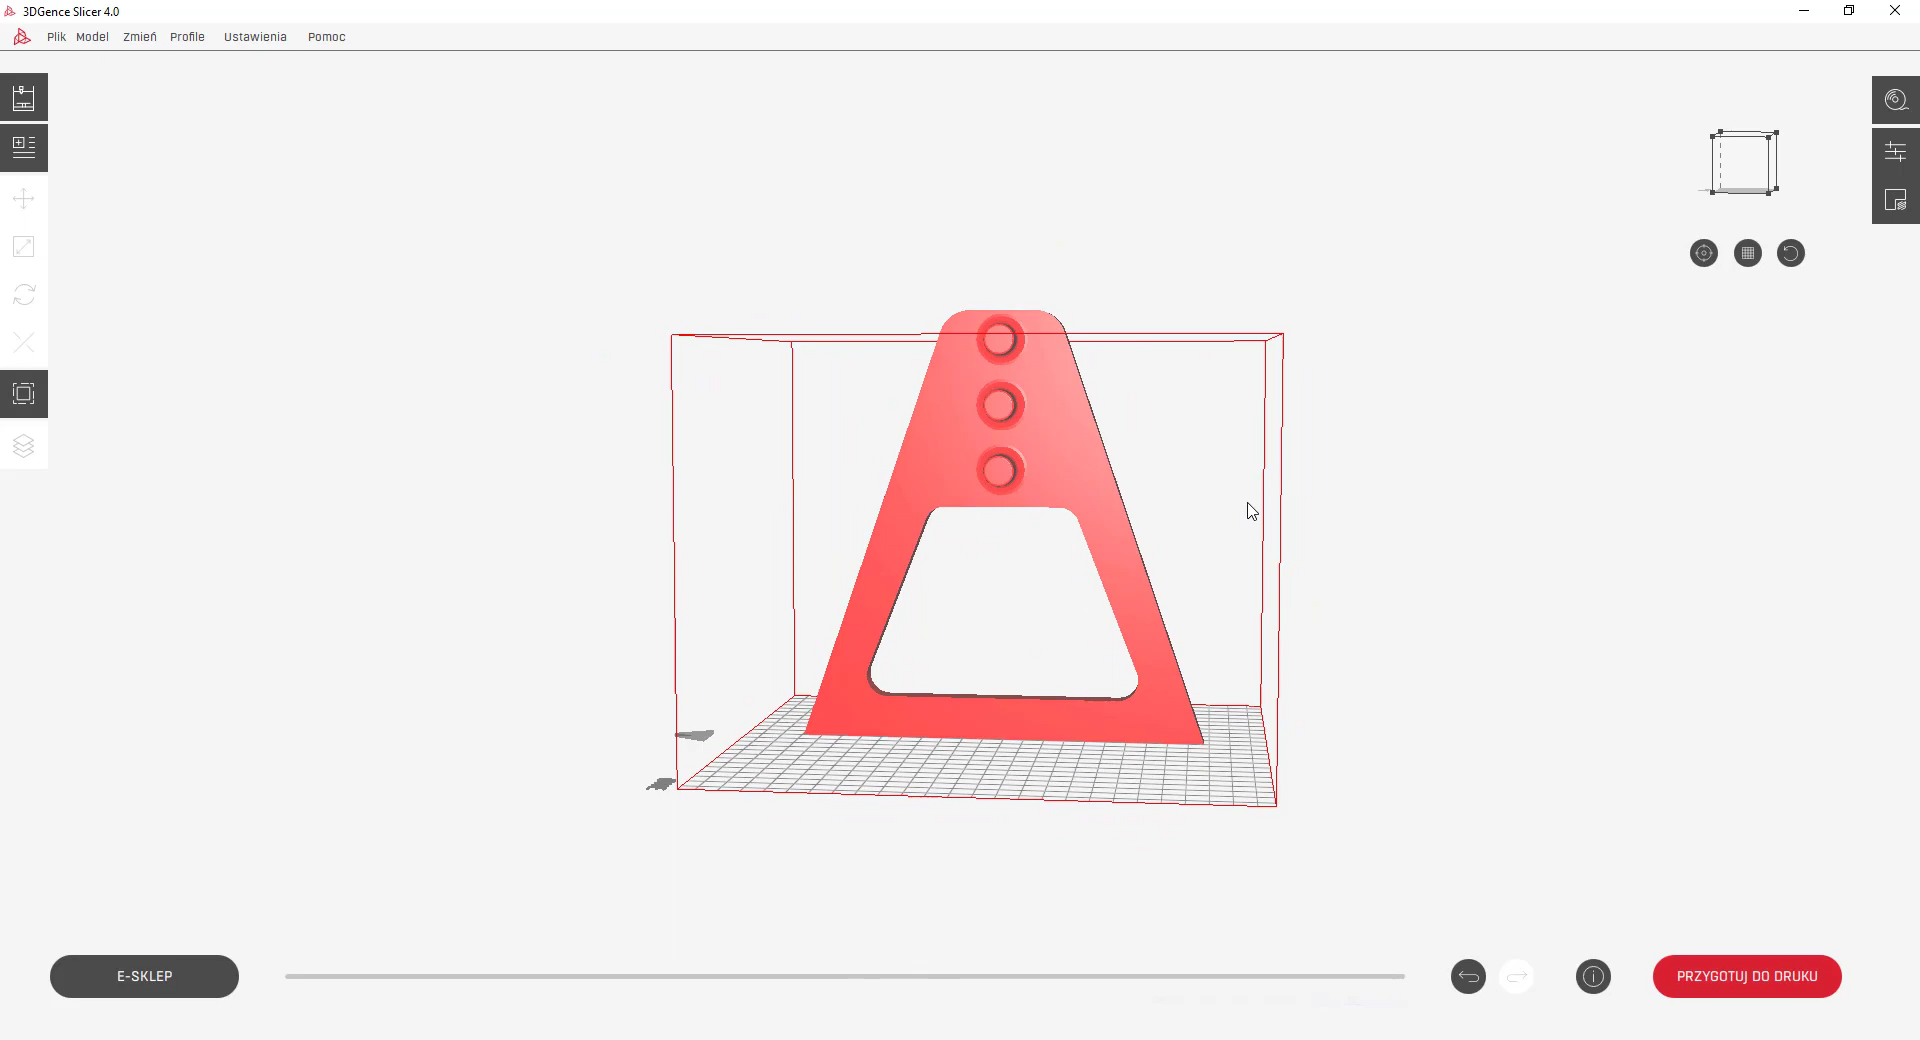 3DGence Slicer 4.0
Plik Model Zmień Profile Ustawienia Pomoc
E-SKLEP
PRZYGOTUJ DO DRUKU